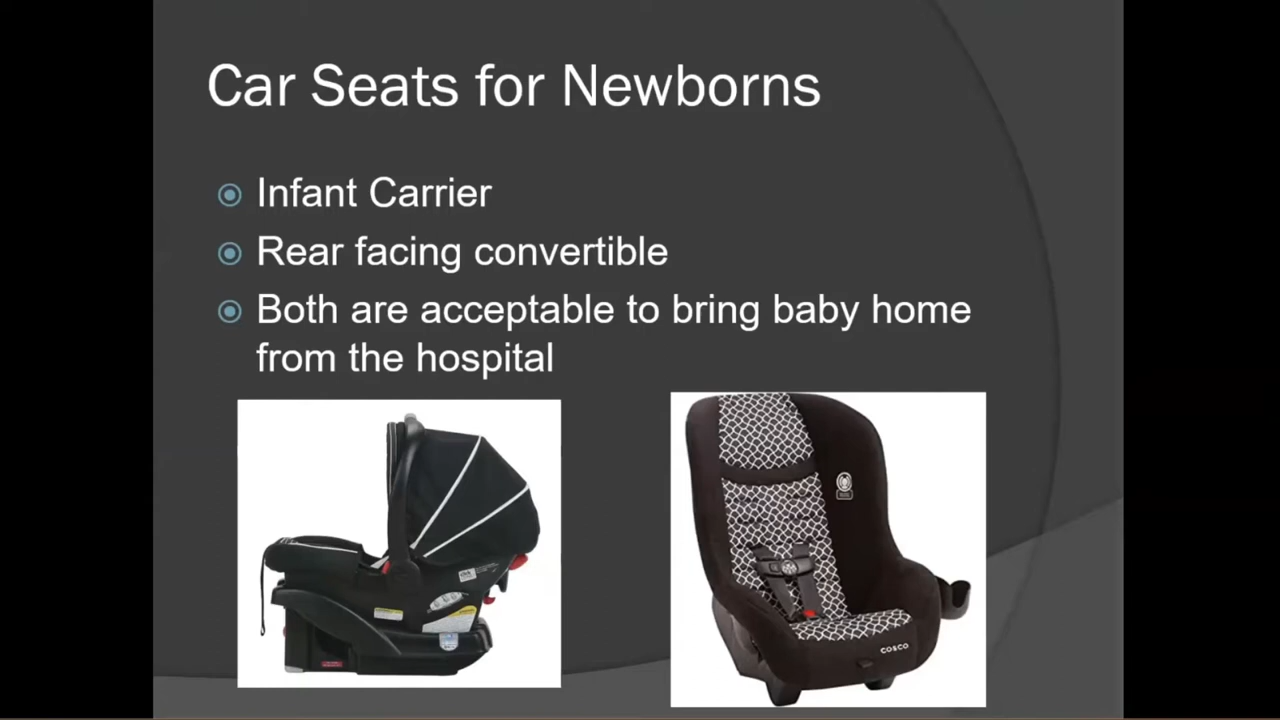 Car Seats for Newborns
Infant Carrier
Rear facing convertible
Both are acceptable to bring baby home
from the hospital
COSCO